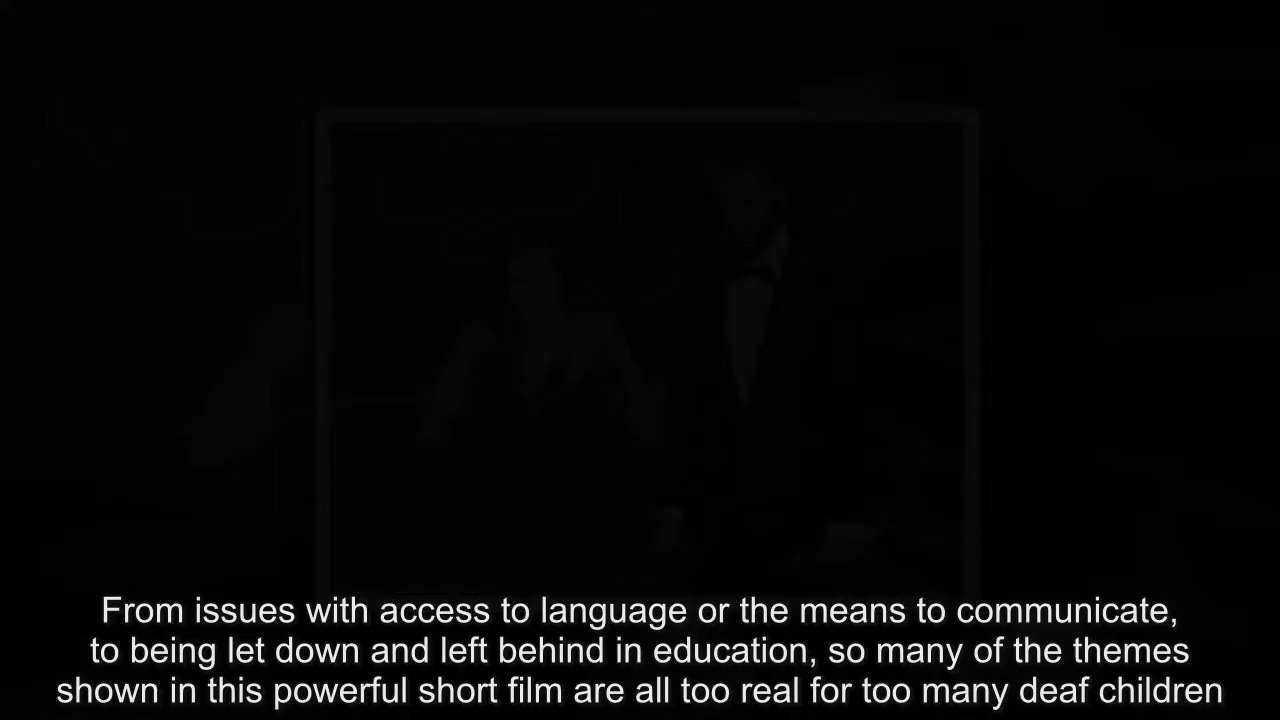 From issues with access to language or the means to communicate,
to being let down and left behind in education, so many of the themes
shown in this powerful short film are all too real for too many deaf children